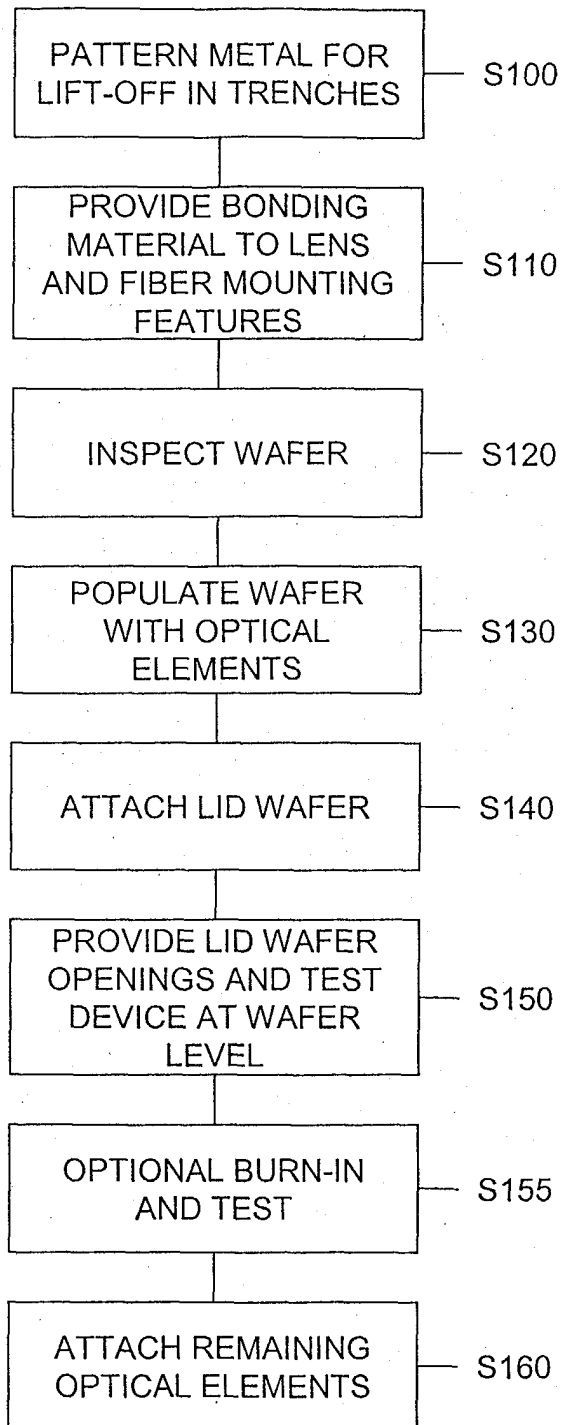 PATTERN METAL FOR
LIFT-OFF IN TRENCHES
S100
PROVIDE BONDING
MATERIAL TO LENS
AND FIBER MOUNTING
FEATURES
S110
INSPECT WAFER
S120
POPULATE WAFER
WITH OPTICAL
ELEMENTS
S130
ATTACH LID WAFER
S140
PROVIDE LID WAFER
OPENINGS AND TEST
DEVICE AT WAFER
LEVEL
S150
OPTIONAL BURN-IN
AND TEST
S155
ATTACH REMAINING
OPTICAL ELEMENTS
S160